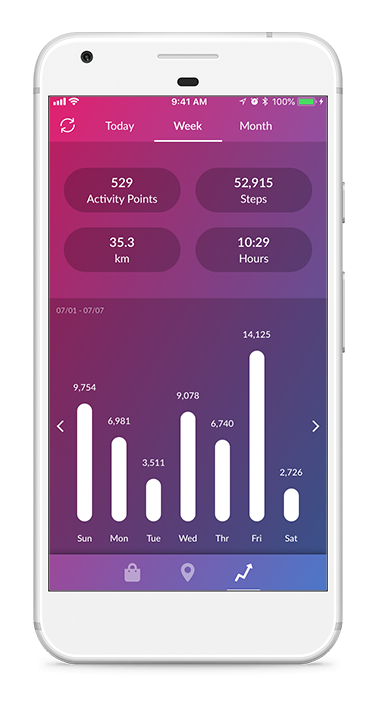 9:41 AM 100%
Today Week Month
529 52,915
Activity Points Steps
35.3 10:29
km Hours
07/01 - 07/07
14,125
9,754
9,078
6,981
6,740
3,511
2,726
Sun Mon Tue Wed Thr Fri Sat